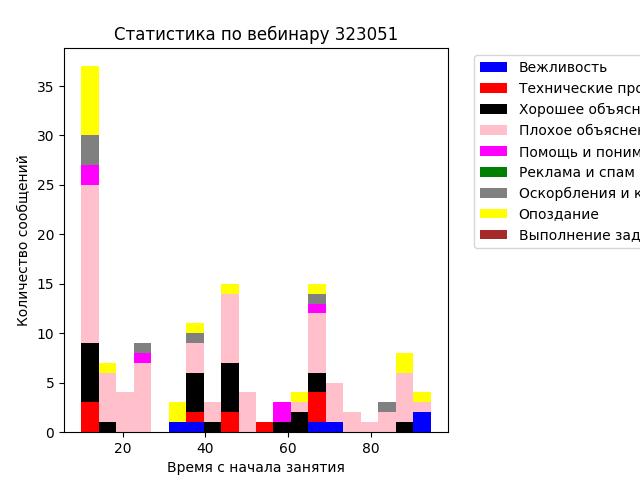 Статистика по вебинару 323051
Количество сообщений
35
30
25
20
15
10
5
0
20 40 60 80
Время с начала занятия
Вежливость
Технические про
Хорошее объясн
Плохое объяснен
Помощь и поним
Реклама и спам
Оскорбления и к
Опоздание
Выполнение зад